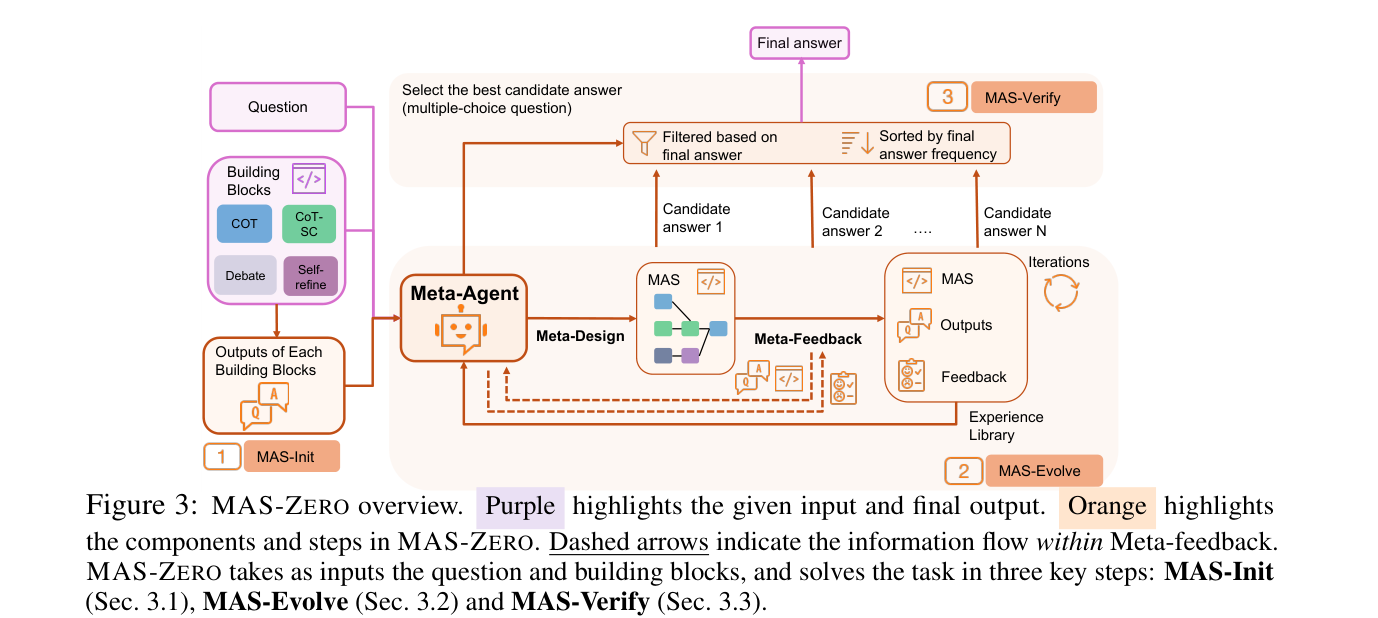 Final answer
Select the best candidate answer
(multiple-choice question)
3
MAS-Verify
Question
Filtered based on
final answer
Sorted by final
answer frequency
Building
Blocks
</>
COT
CoT-
SC
Debate
Self-
refine
Candidate
answer 1
Candidate
answer 2
....
Candidate
answer N
Meta-Agent
Meta-Design
MAS
</>
Meta-Feedback
Q
A
</>
</>
MAS
Q
A
Outputs
Feedback
Iterations
Outputs of Each
Building Blocks
Q
A
Experience
Library
1
MAS-Init
2
MAS-Evolve
Figure 3: MAS-ZERO overview. Purple highlights the given input and final output. Orange highlights
the components and steps in MAS-ZERO. Dashed arrows indicate the information flow within Meta-feedback.
MAS-ZERO takes as inputs the question and building blocks, and solves the task in three key steps: MAS-Init
(Sec. 3.1), MAS-Evolve (Sec. 3.2) and MAS-Verify (Sec. 3.3).